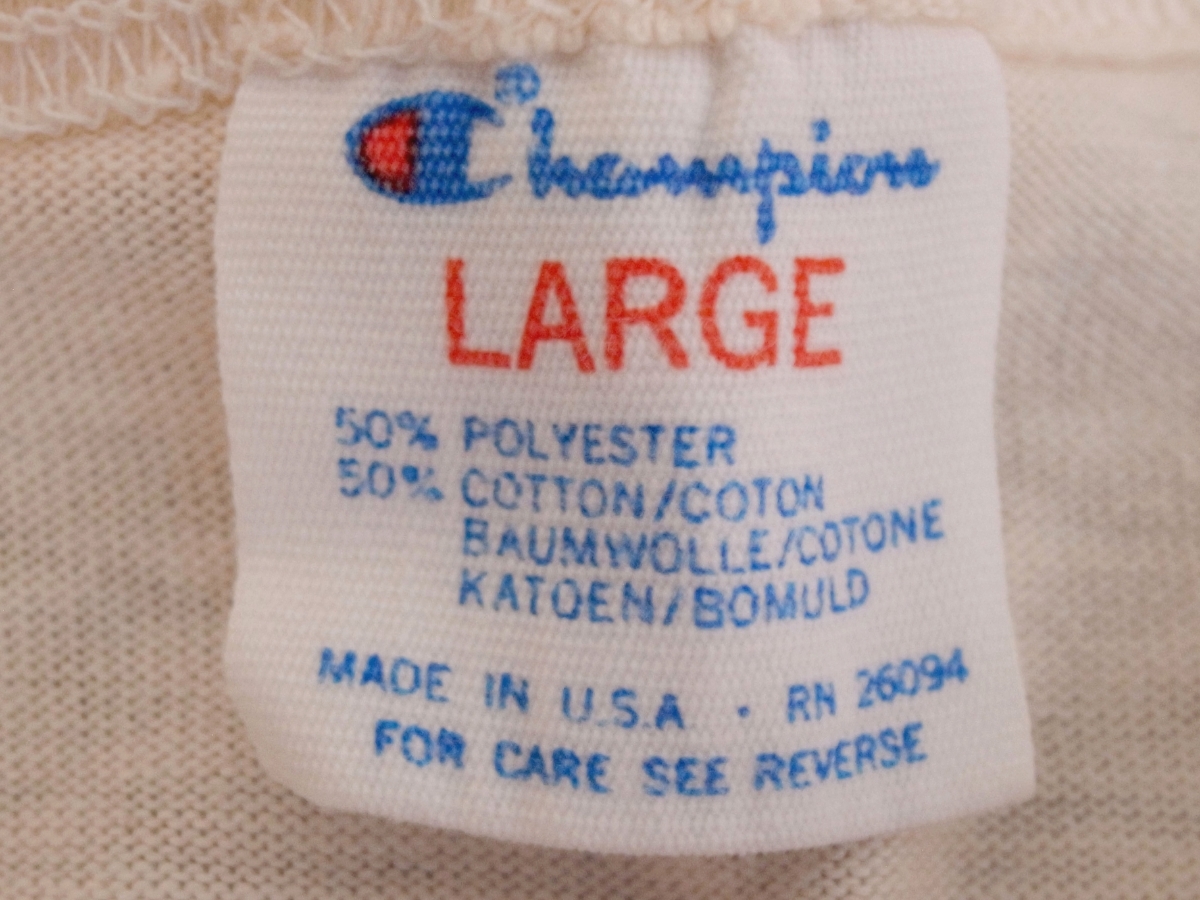 Champion®
LARGE
50% POLYESTER
50% COTTON/COTON
BAUMWOLLE/COTONE
KATOEN/BOMULD
MADE IN U.S.A. · RN 26094
FOR CARE SEE REVERSE